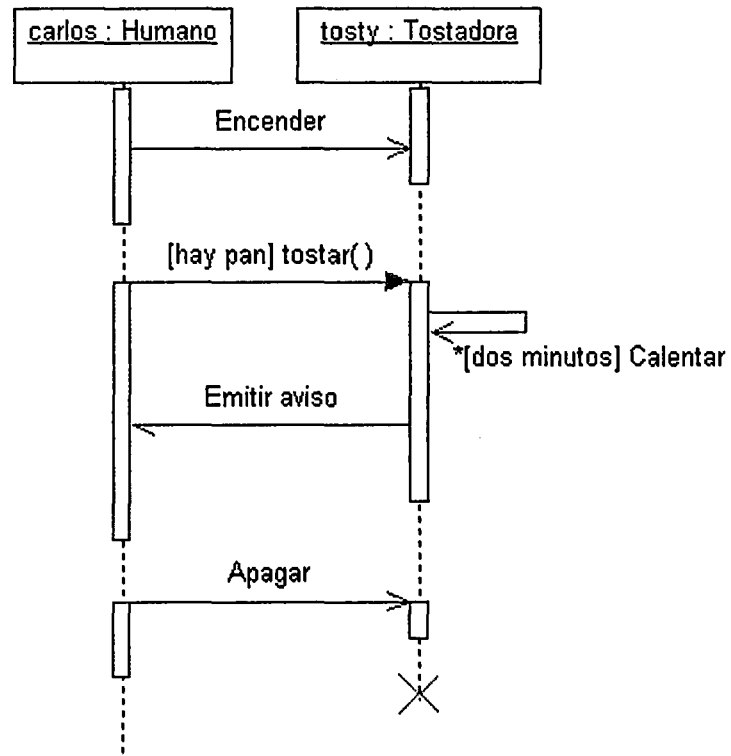 carlos : Humano
tosty : Tostadora
Encender
[hay pan] tostar( )
*[dos minutos] Calentar
Emitir aviso
Apagar